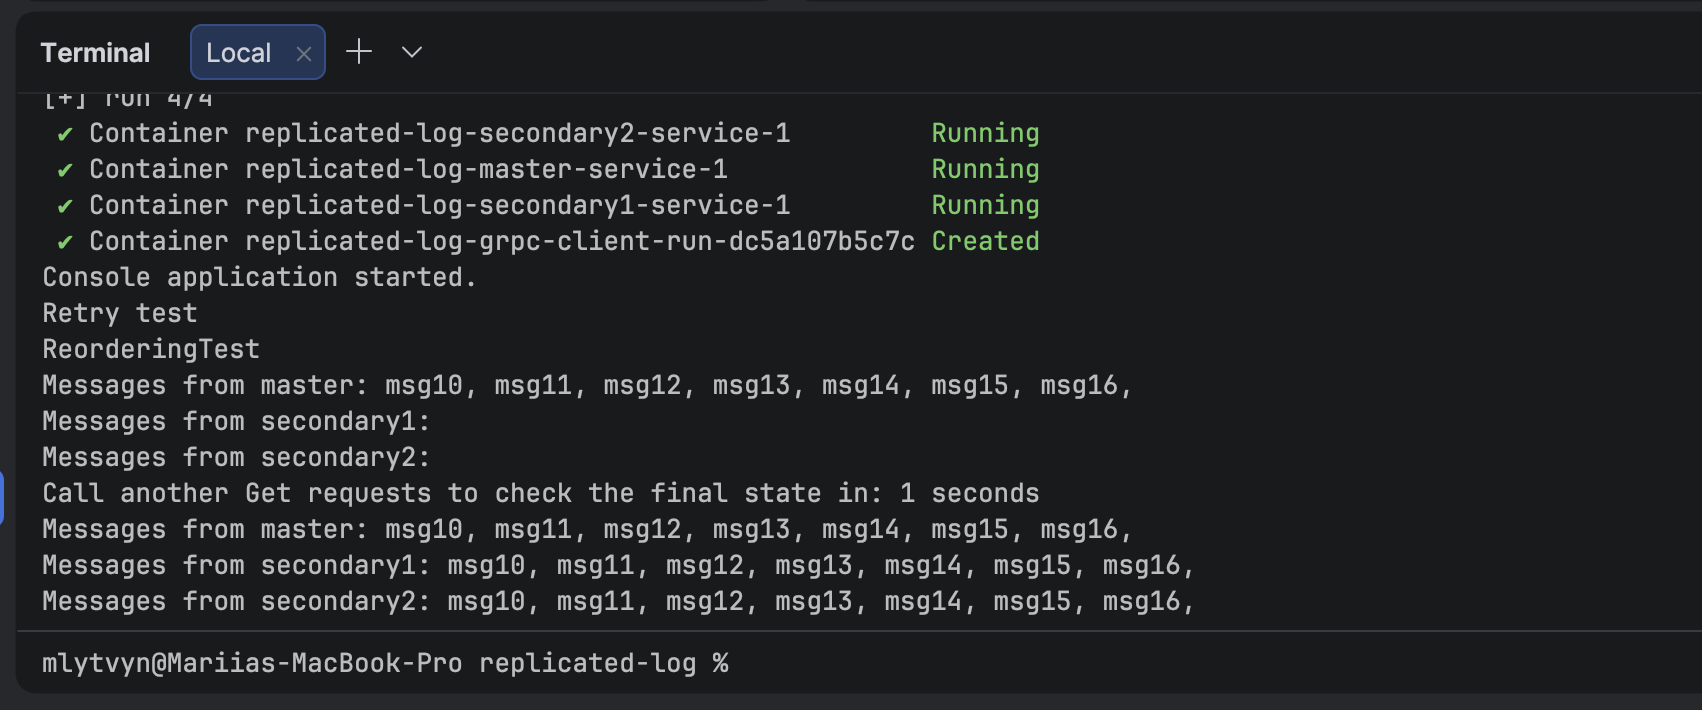 Terminal Local
[+] run 4/4
✔ Container replicated-log-secondary2-service-1 Running
✔ Container replicated-log-master-service-1 Running
✔ Container replicated-log-secondary1-service-1 Running
✔ Container replicated-log-grpc-client-run-dc5a107b5c7c Created
Console application started.
Retry test
ReorderingTest
Messages from master: msg10, msg11, msg12, msg13, msg14, msg15, msg16,
Messages from secondary1:
Messages from secondary2:
Call another Get requests to check the final state in: 1 seconds
Messages from master: msg10, msg11, msg12, msg13, msg14, msg15, msg16,
Messages from secondary1: msg10, msg11, msg12, msg13, msg14, msg15, msg16,
Messages from secondary2: msg10, msg11, msg12, msg13, msg14, msg15, msg16,
mlytvyn@Mariias-MacBook-Pro replicated-log %